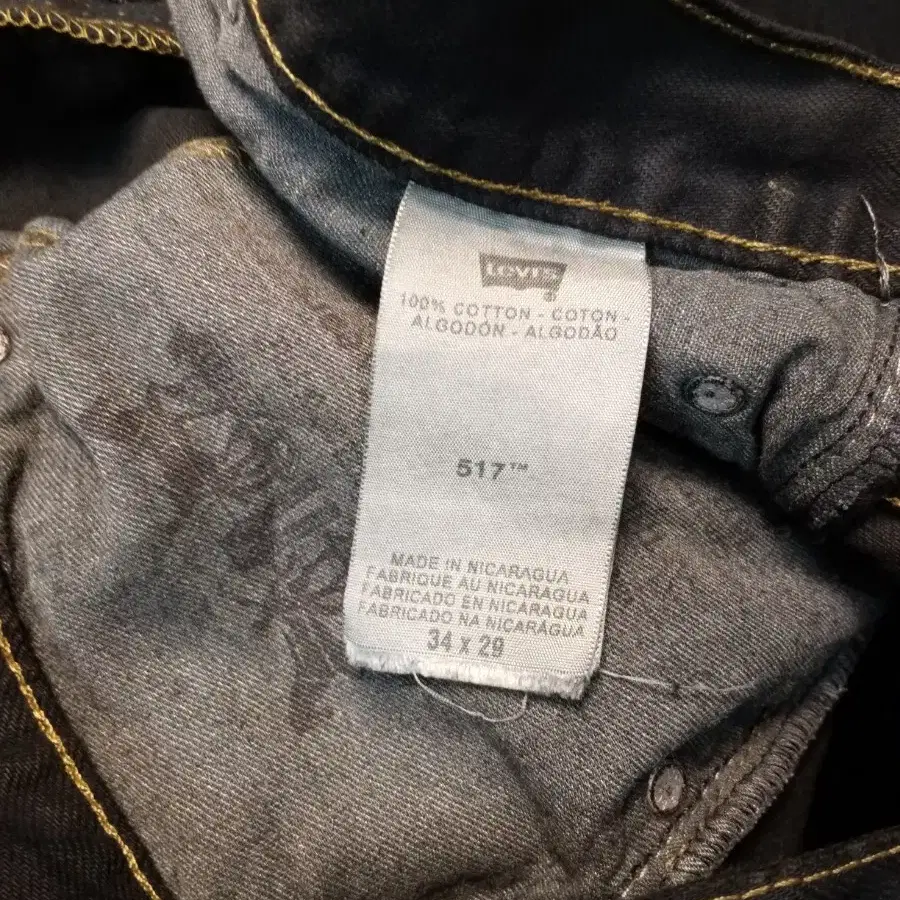 Levi's
®
100% COTTON - COTON -
ALGODÓN - ALGODÃO
517™
MADE IN NICARAGUA
FABRIQUE AU NICARAGUA
FABRICADO EN NICARAGUA
FABRICADO NA NICARÁGUA
34 x 29